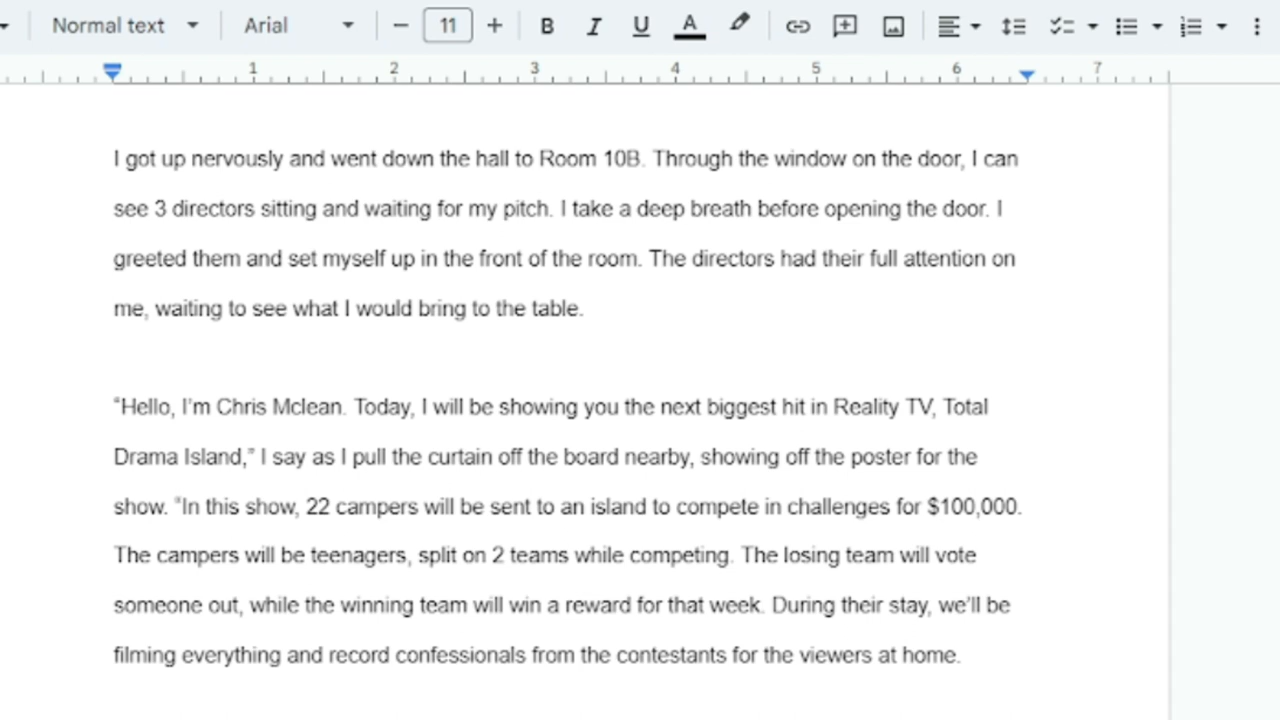 Normal text Arial 11 B I U A
1 2 3 4 5 6 7
I got up nervously and went down the hall to Room 10B. Through the window on the door, I can
see 3 directors sitting and waiting for my pitch. I take a deep breath before opening the door. I
greeted them and set myself up in the front of the room. The directors had their full attention on
me, waiting to see what I would bring to the table.
“Hello, I’m Chris Mclean. Today, I will be showing you the next biggest hit in Reality TV, Total
Drama Island,” I say as I pull the curtain off the board nearby, showing off the poster for the
show. “In this show, 22 campers will be sent to an island to compete in challenges for $100,000.
The campers will be teenagers, split on 2 teams while competing. The losing team will vote
someone out, while the winning team will win a reward for that week. During their stay, we’ll be
filming everything and record confessionals from the contestants for the viewers at home.